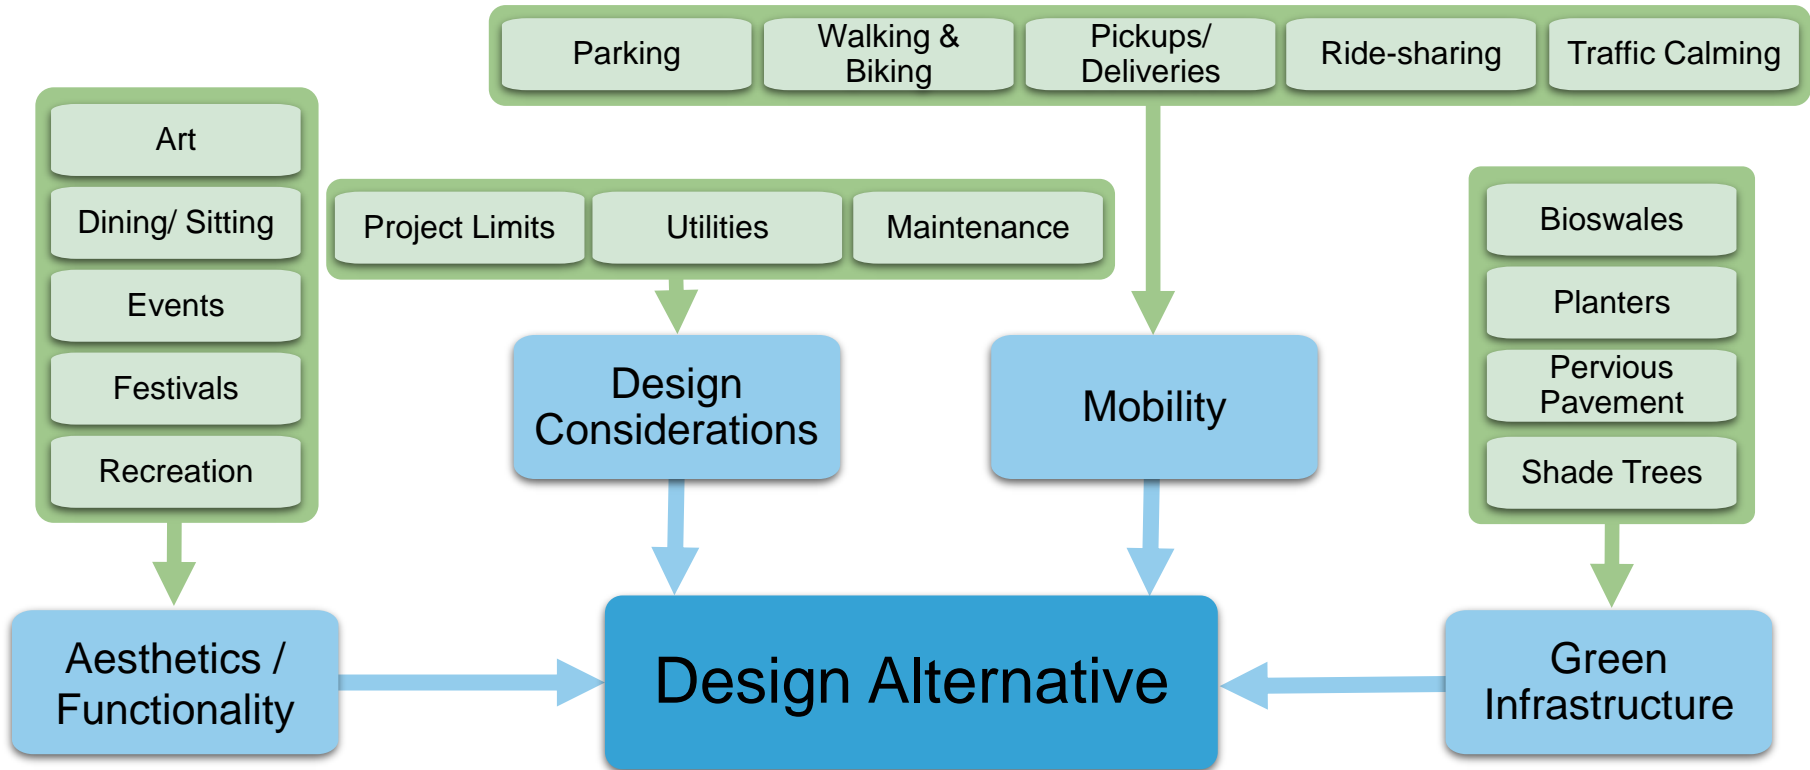 Parking
Walking &
Biking
Pickups/
Deliveries
Ride-sharing
Traffic Calming
Art
Dining/ Sitting
Events
Festivals
Recreation
Project Limits
Utilities
Maintenance
Bioswales
Planters
Pervious
Pavement
Shade Trees
Design
Considerations
Mobility
Aesthetics /
Functionality
Design Alternative
Green
Infrastructure